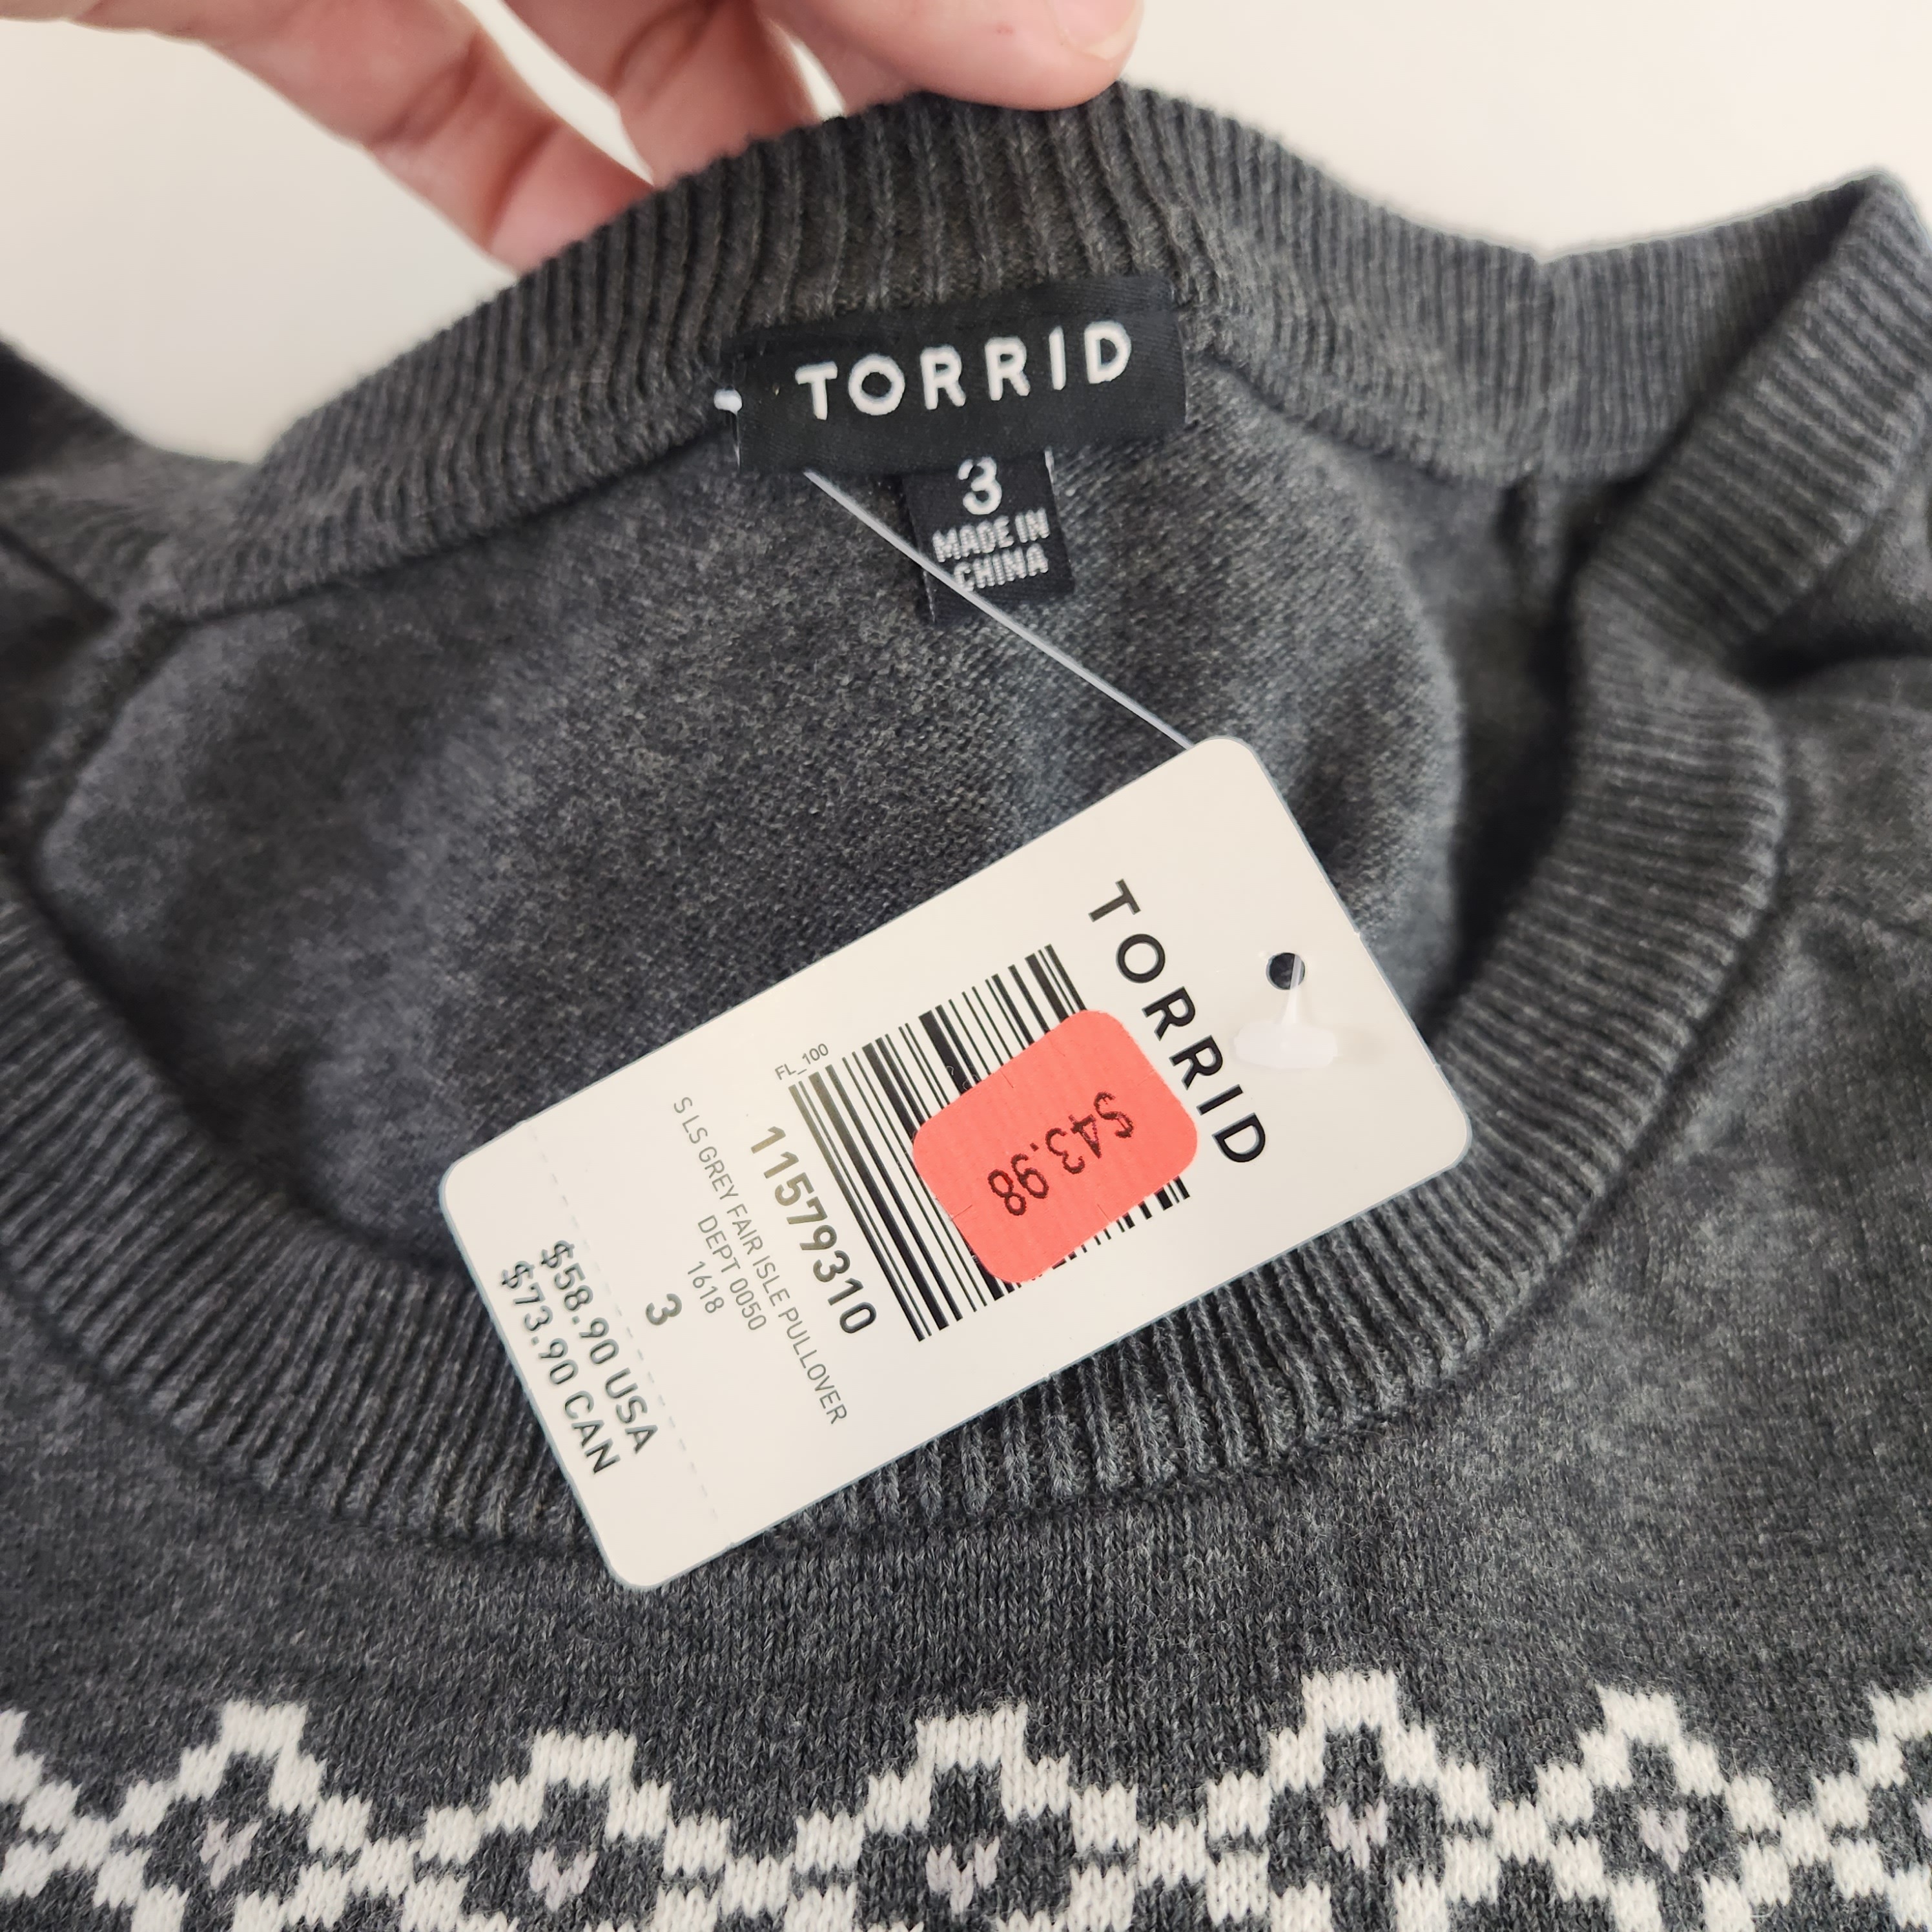 TORRID
3
MADE IN
CHINA
TORRID
$43.98
FL_100
11579310
S LS GREY FAIR ISLE PULLOVER
DEPT 0050
1618
3
$58.90 USA
$73.90 CAN